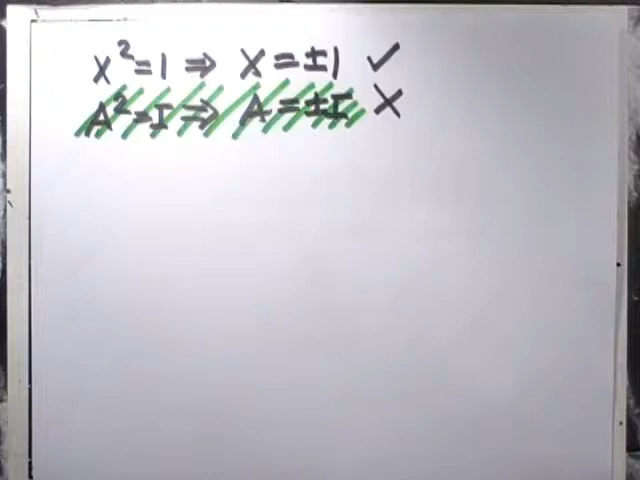 x²=1 ⇒ x=±1 ✓
A²=I ⇒ A=±I ✗